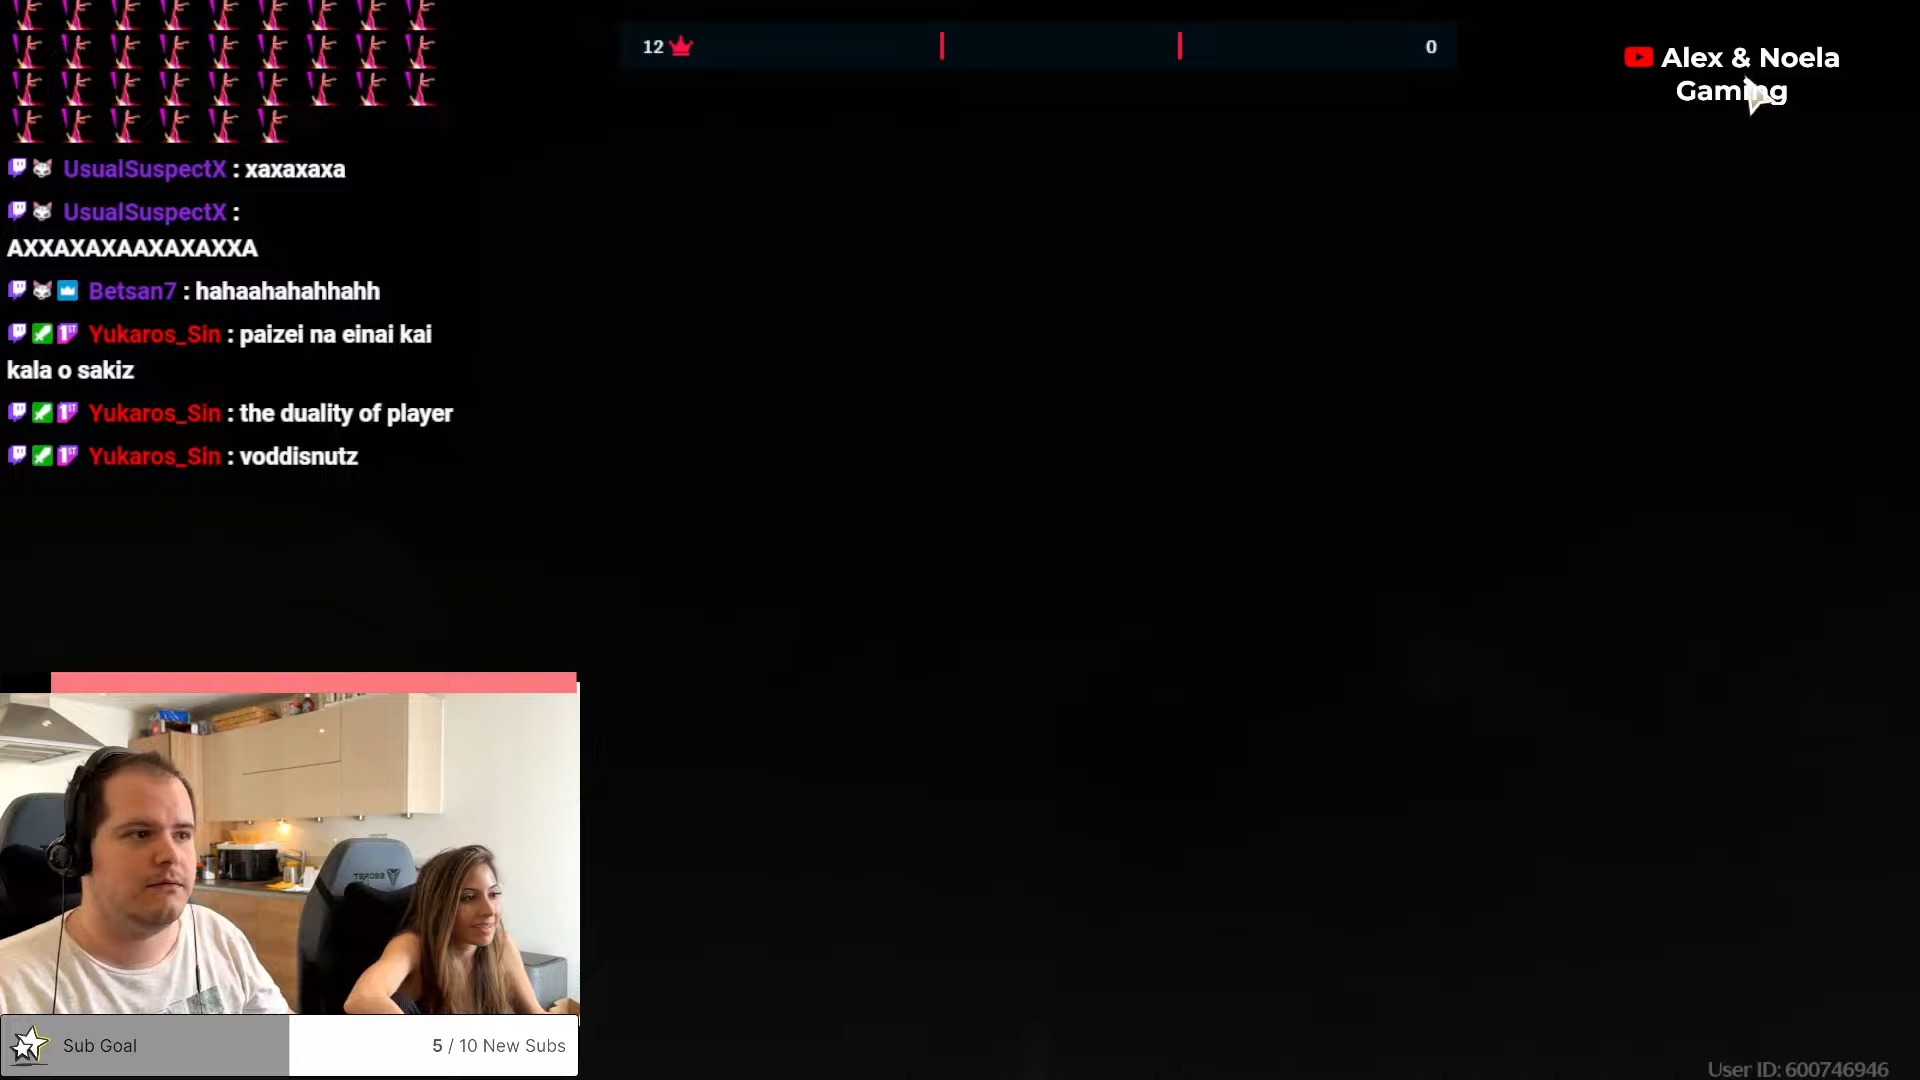 12
0
Alex & Noela
Gaming
UsualSuspectX : xaxaxaxa
UsualSuspectX :
AXXAXAXAAXAXAXXA
Betsan7 : hahaahahahhahh
Yukaros_Sin : paizei na einai kai
kala o sakiz
Yukaros_Sin : the duality of player
Yukaros_Sin : voddisnutz
Sub Goal
5 / 10 New Subs
User ID: 600746946